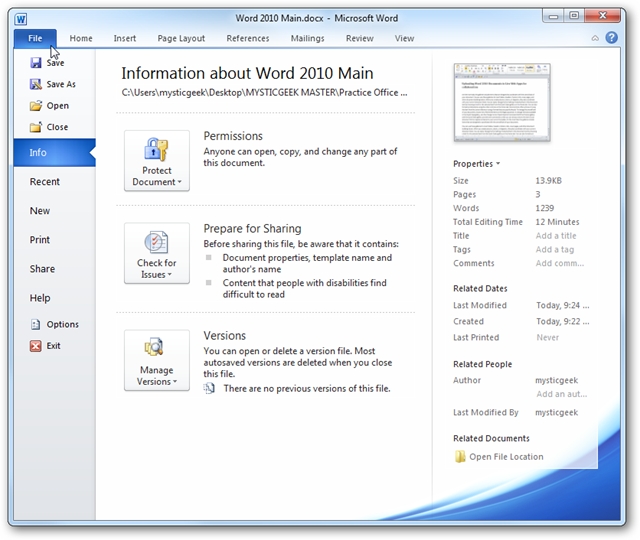 Word 2010 Main.docx - Microsoft Word
File Home Insert Page Layout References Mailings Review View
Save
Save As
Open
Close
Info
Recent
New
Print
Share
Help
Options
Exit
Information about Word 2010 Main
C:\Users\mysticgeek\Desktop\MYSTICGEEK MASTER\Practice Office ...
Protect
Document
Permissions
Anyone can open, copy, and change any part of
this document.
Check for
Issues
Prepare for Sharing
Before sharing this file, be aware that it contains:
Document properties, template name and
author's name
Content that people with disabilities find
difficult to read
Manage
Versions
Versions
You can open or delete a version file. Most
autosaved versions are deleted when you close
this file.
There are no previous versions of this file.
Properties
Size 13.9KB
Pages 3
Words 1239
Total Editing Time 12 Minutes
Title Add a title
Tags Add a tag
Comments Add comm...
Related Dates
Last Modified Today, 9:24 ...
Created Today, 9:22 ...
Last Printed Never
Related People
Author mysticgeek
Add an aut...
Last Modified By mysticgeek
Related Documents
Open File Location